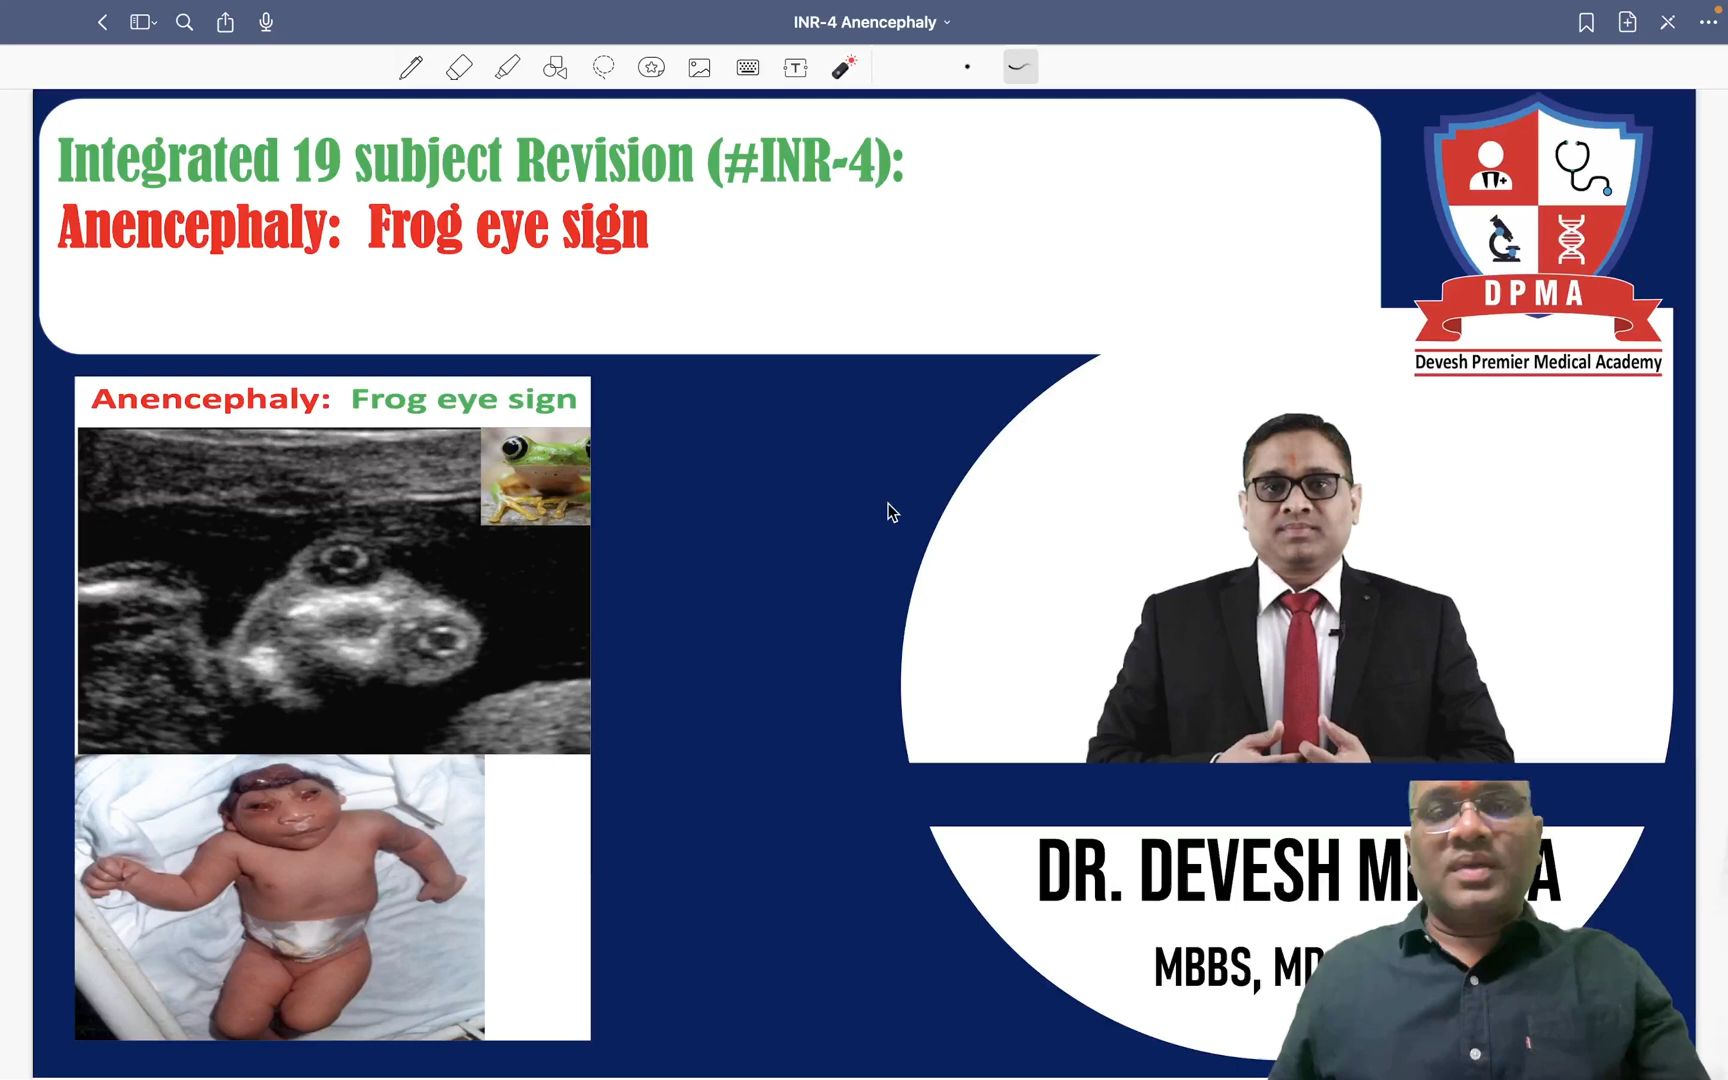 INR-4 Anencephaly
Integrated 19 subject Revision (#INR-4):
Anencephaly: Frog eye sign
DPMA
Devesh Premier Medical Academy
Anencephaly: Frog eye sign
DR. DEVESH
MBBS,